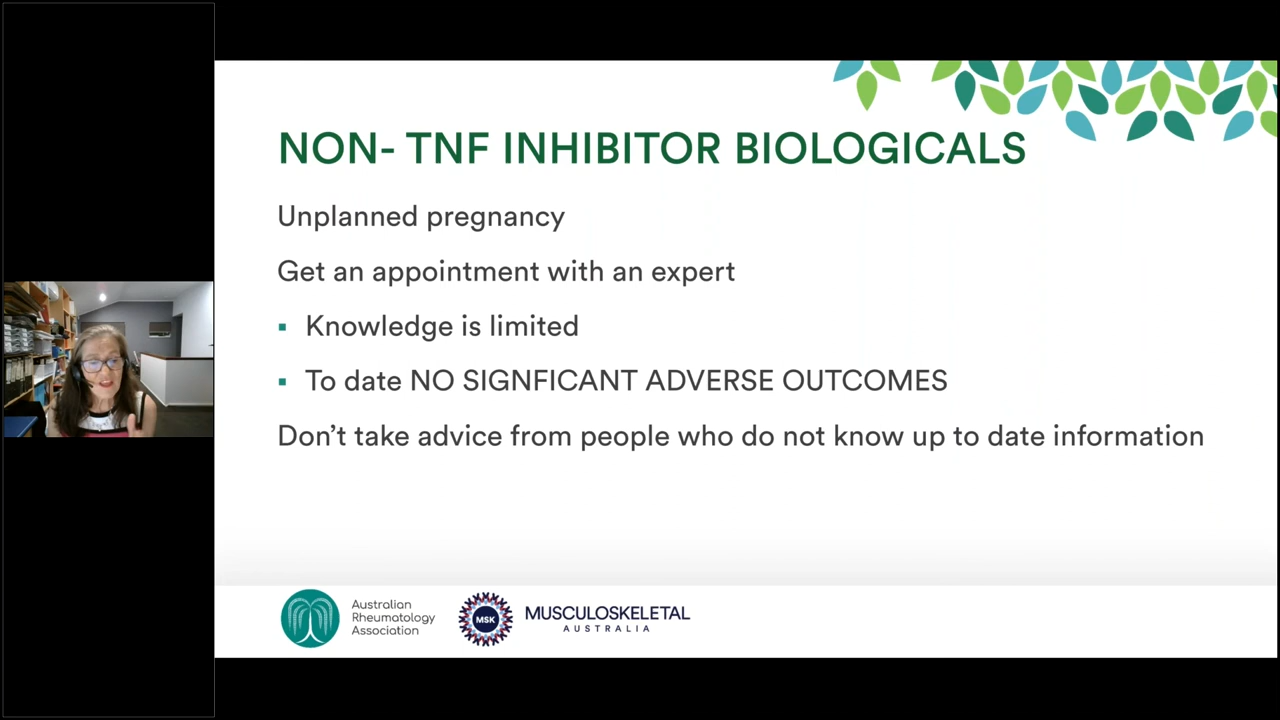 NON- TNF INHIBITOR BIOLOGICALS
Unplanned pregnancy
Get an appointment with an expert
▪ Knowledge is limited
▪ To date NO SIGNFICANT ADVERSE OUTCOMES
Don't take advice from people who do not know up to date information
Australian
Rheumatology
Association
MSK
MUSCULOSKELETAL
AUSTRALIA